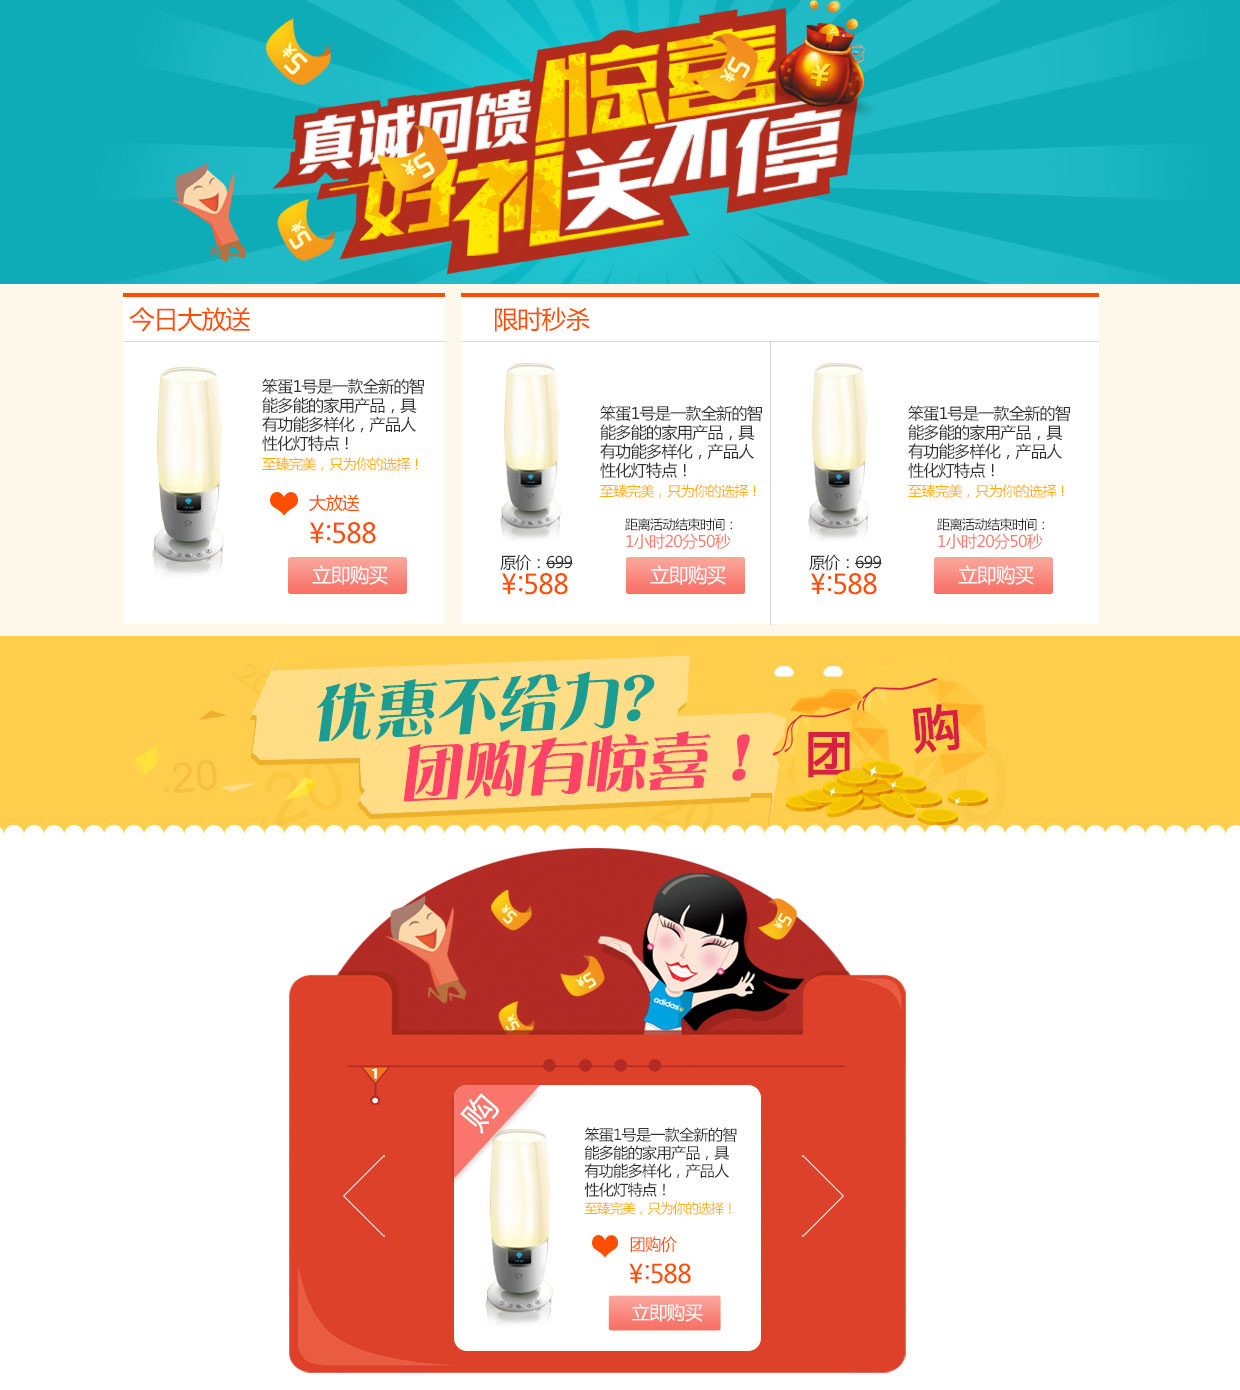 真诚回馈 惊喜
好礼 关不停
¥
¥5
¥5
¥5
¥5
今日大放送
限时秒杀
笨蛋1号是一款全新的智
能多能的家用产品，具
有功能多样化，产品人
性化灯特点！
至臻完美，只为你的选择！
大放送
¥:588
立即购买
笨蛋1号是一款全新的智
能多能的家用产品，具
有功能多样化，产品人
性化灯特点！
至臻完美，只为你的选择！
距离活动结束时间：
1小时20分50秒
原价：699
¥:588
立即购买
笨蛋1号是一款全新的智
能多能的家用产品，具
有功能多样化，产品人
性化灯特点！
至臻完美，只为你的选择！
距离活动结束时间：
1小时20分50秒
原价：699
¥:588
立即购买
优惠不给力?
团购有惊喜！
团 购
20
20
20
20
¥5
¥5
¥5
¥5
adidas
1
购
笨蛋1号是一款全新的智
能多能的家用产品，具
有功能多样化，产品人
性化灯特点！
至臻完美，只为你的选择！
团购价
¥:588
立即购买